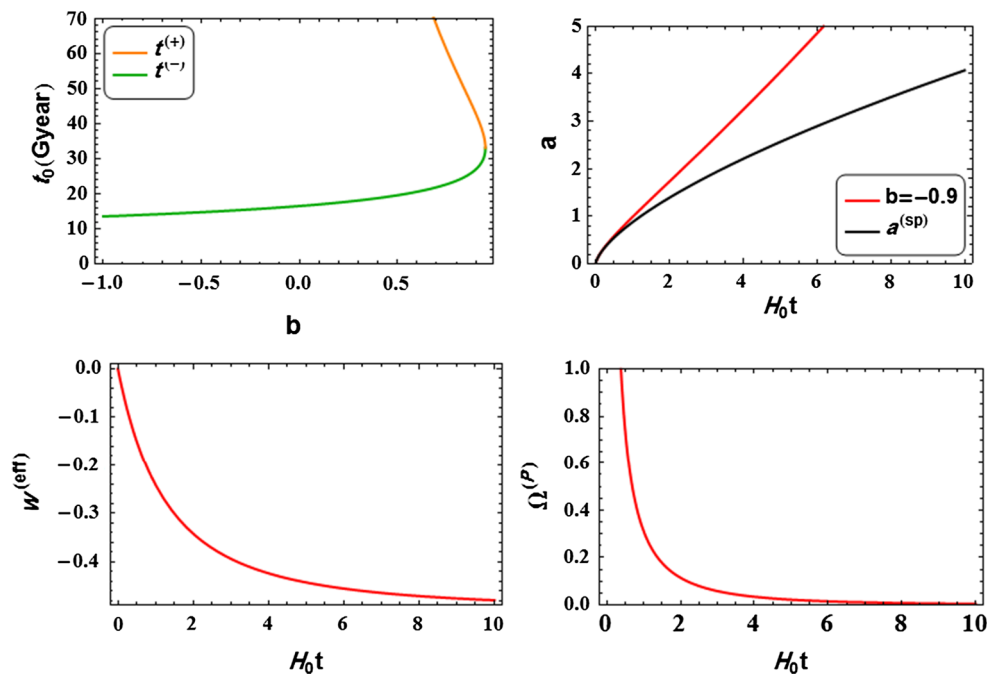 t₀(Gyear)
70
60
50
40
30
20
10
0
t⁽⁺⁾
t⁽⁻⁾
−1.0 −0.5 0.0 0.5
b
a
5
4
3
2
1
0
b=−0.9
a⁽ˢᵖ⁾
0 2 4 6 8 10
H₀t
w⁽ᵉᶠᶠ⁾
0.0
−0.1
−0.2
−0.3
−0.4
0 2 4 6 8 10
H₀t
Ω⁽ᴾ⁾
1.0
0.8
0.6
0.4
0.2
0.0
0 2 4 6 8 10
H₀t